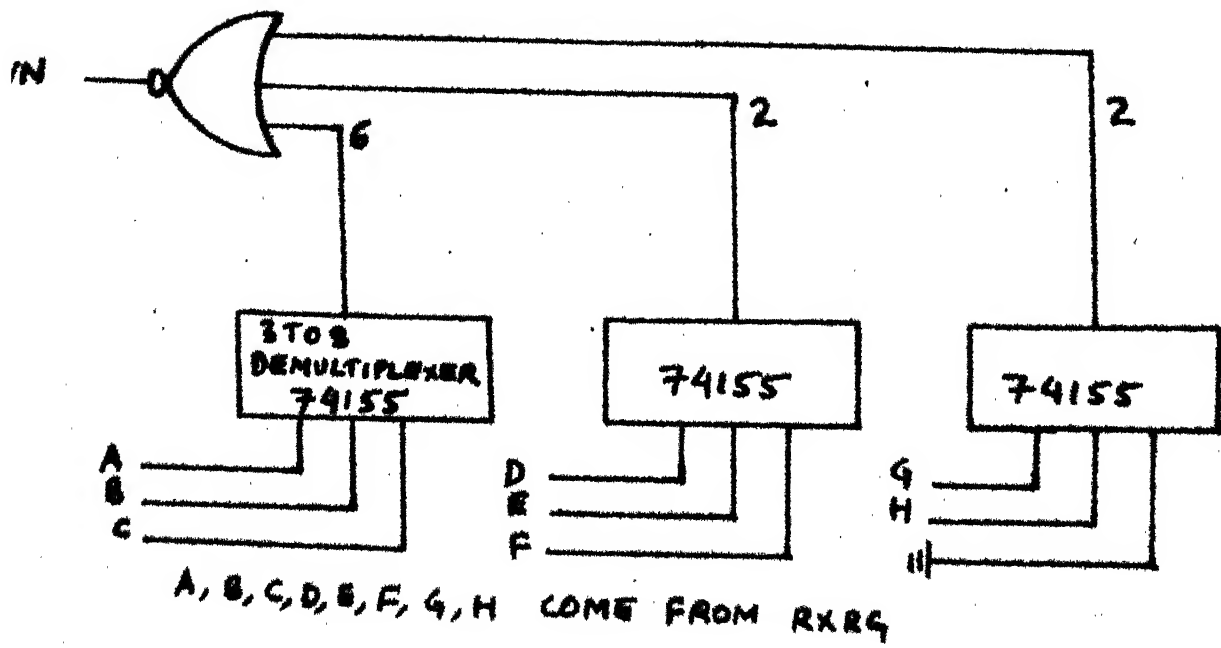 IN
2
2
6
3 TO 8
DEMULTIPLEXER
74155
74155
74155
A
B
C
D
E
F
G
H
A, B, C, D, E, F, G, H COME FROM RXRG